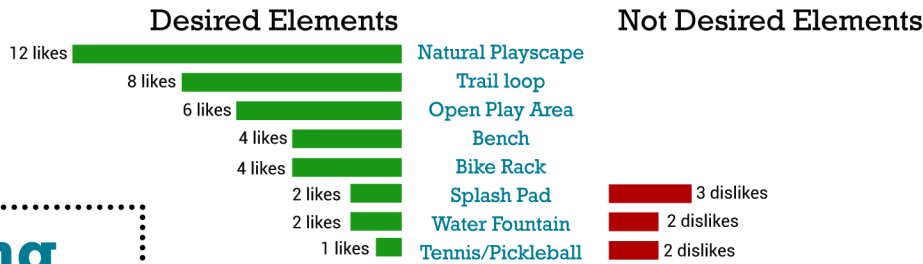 Desired Elements Not Desired Elements
12 likes Natural Playscape
8 likes Trail loop
6 likes Open Play Area
4 likes Bench
4 likes Bike Rack
2 likes Splash Pad 3 dislikes
2 likes Water Fountain 2 dislikes
1 likes Tennis/Pickleball 2 dislikes